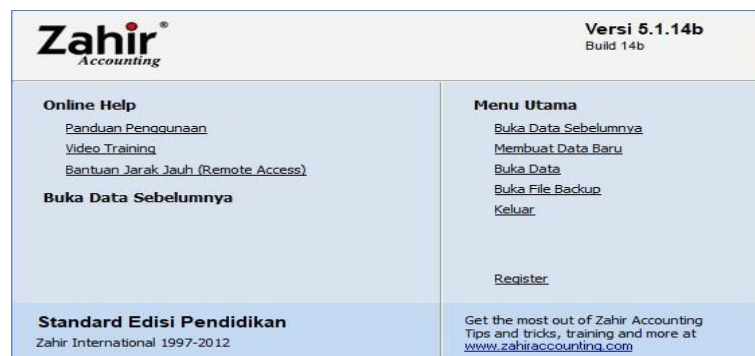 Zahir®
Accounting
Versi 5.1.14b
Build 14b
Online Help
Panduan Penggunaan
Video Training
Bantuan Jarak Jauh (Remote Access)
Buka Data Sebelumnya
Menu Utama
Buka Data Sebelumnya
Membuat Data Baru
Buka Data
Buka File Backup
Keluar
Register
Standard Edisi Pendidikan
Zahir International 1997-2012
Get the most out of Zahir Accounting
Tips and tricks, training and more at
www.zahiraccounting.com